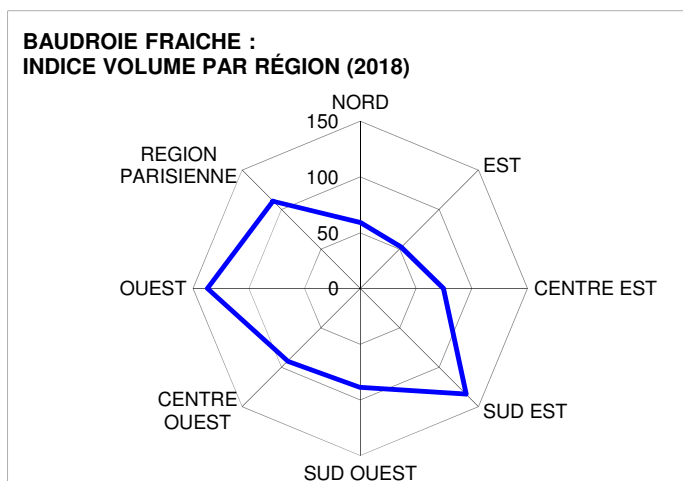 BAUDROIE FRAICHE :
INDICE VOLUME PAR RÉGION (2018)
NORD
150
REGION
PARISIENNE
EST
100
50
OUEST
0
CENTRE EST
CENTRE
OUEST
SUD EST
SUD OUEST